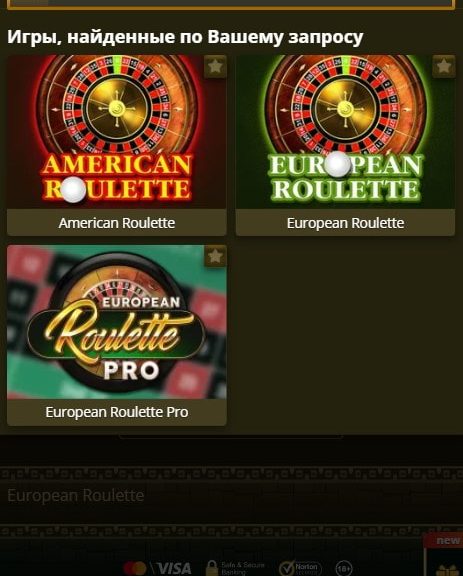 Игры, найденные по Вашему запросу
AMERICAN
ROULETTE
EUROPEAN
ROULETTE
American Roulette
European Roulette
EUROPEAN
Roulette
PRO
European Roulette Pro
European Roulette
new
VISA
Safe & Secure
Banking
Norton
18+